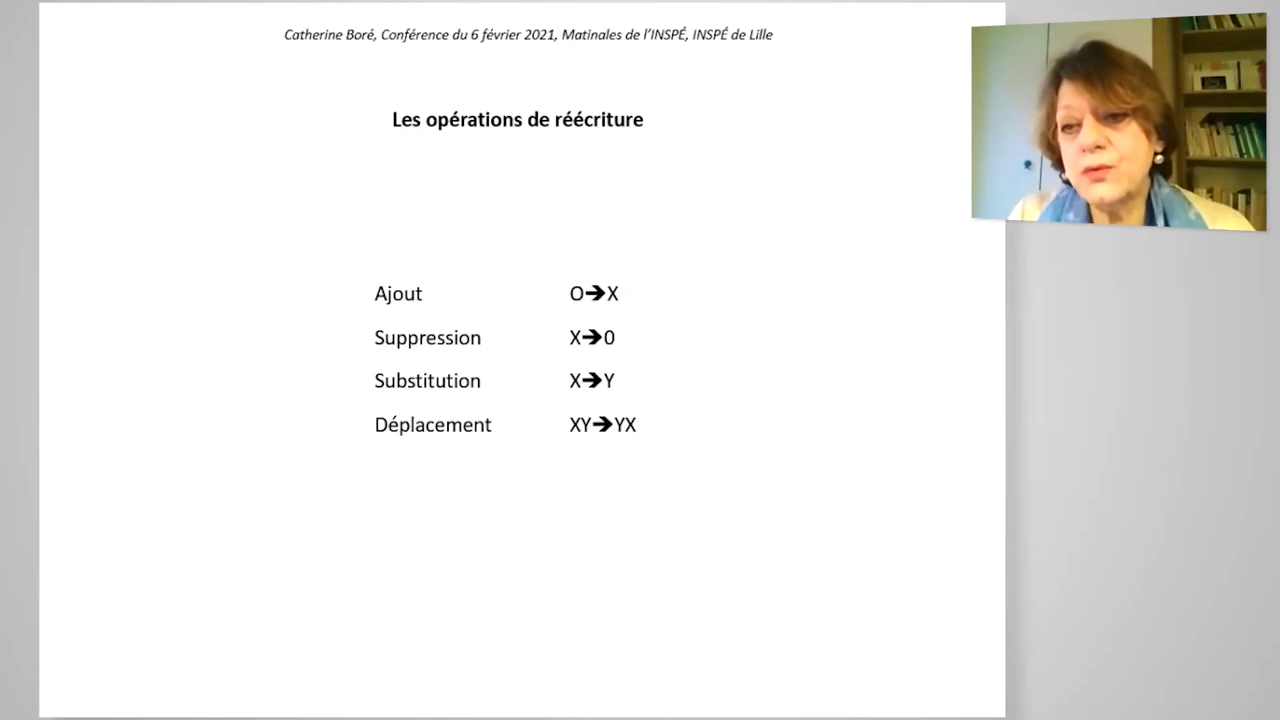 Catherine Boré, Conférence du 6 février 2021, Matinales de l'INSPÉ, INSPÉ de Lille
Les opérations de réécriture
Ajout O➔X
Suppression X➔0
Substitution X➔Y
Déplacement XY➔YX